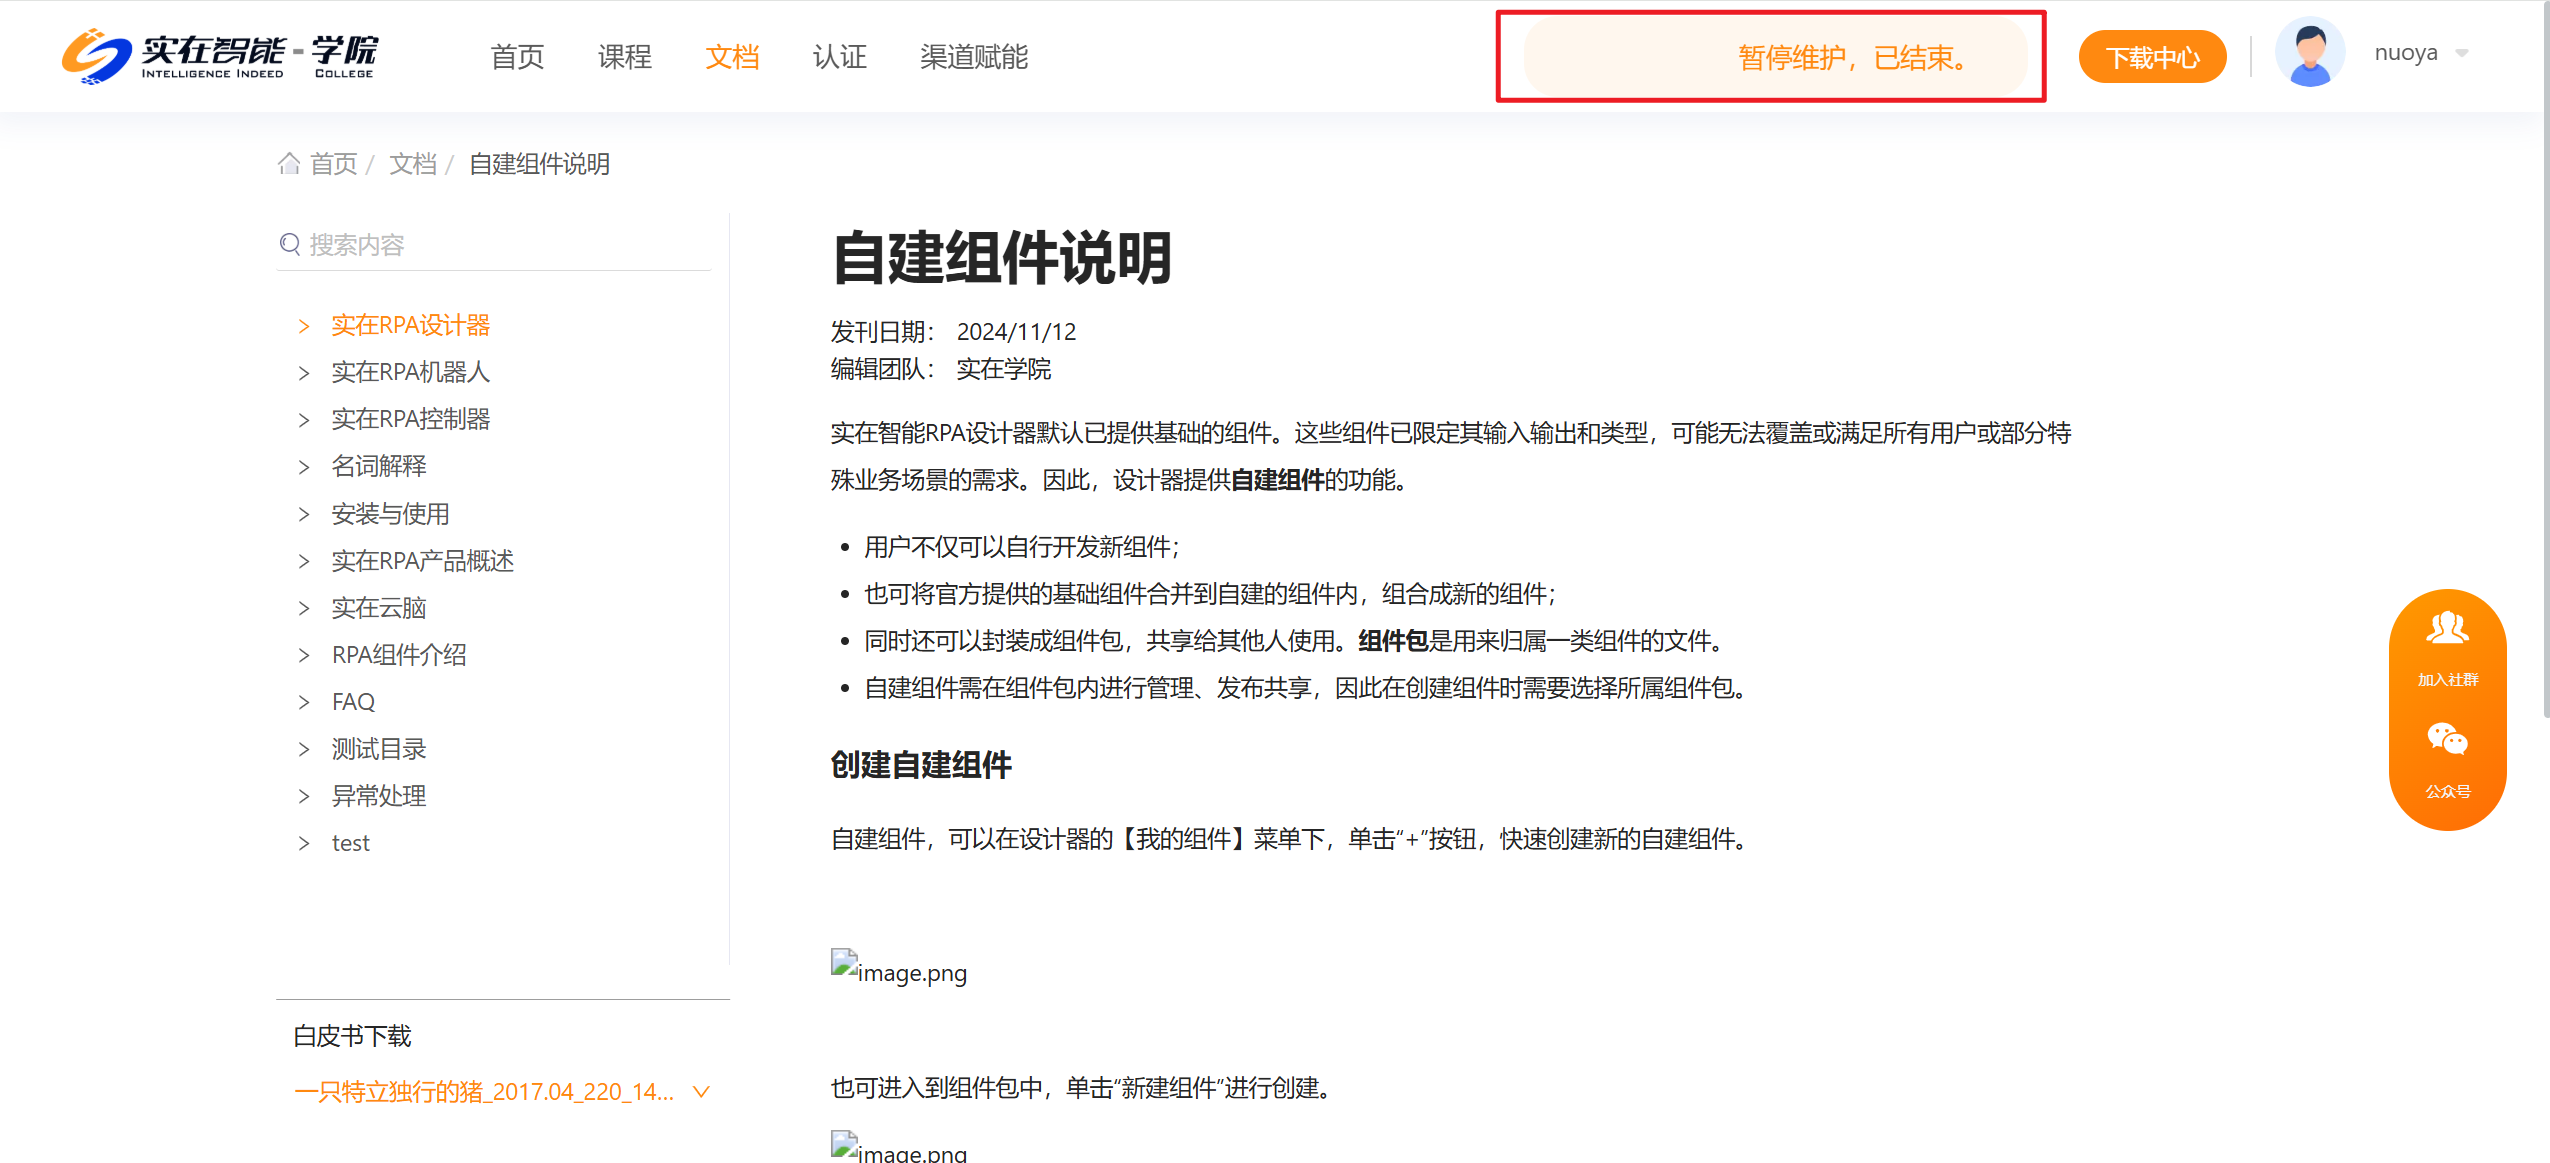 实在智能-学院
INTELLIGENCE INDEED COLLEGE
首页 课程 文档 认证 渠道赋能
暂停维护，已结束。
下载中心
nuoya
首页 / 文档 / 自建组件说明
搜索内容
> 实在RPA设计器
> 实在RPA机器人
> 实在RPA控制器
> 名词解释
> 安装与使用
> 实在RPA产品概述
> 实在云脑
> RPA组件介绍
> FAQ
> 测试目录
> 异常处理
> test
白皮书下载
一只特立独行的猪_2017.04_220_14...
自建组件说明
发刊日期： 2024/11/12
编辑团队： 实在学院
实在智能RPA设计器默认已提供基础的组件。这些组件已限定其输入输出和类型，可能无法覆盖或满足所有用户或部分特
殊业务场景的需求。因此，设计器提供自建组件的功能。
• 用户不仅可以自行开发新组件；
• 也可将官方提供的基础组件合并到自建的组件内，组合成新的组件；
• 同时还可以封装成组件包，共享给其他人使用。组件包是用来归属一类组件的文件。
• 自建组件需在组件包内进行管理、发布共享，因此在创建组件时需要选择所属组件包。
创建自建组件
自建组件，可以在设计器的【我的组件】菜单下，单击“+”按钮，快速创建新的自建组件。
image.png
也可进入到组件包中，单击“新建组件”进行创建。
image.png
加入社群
公众号